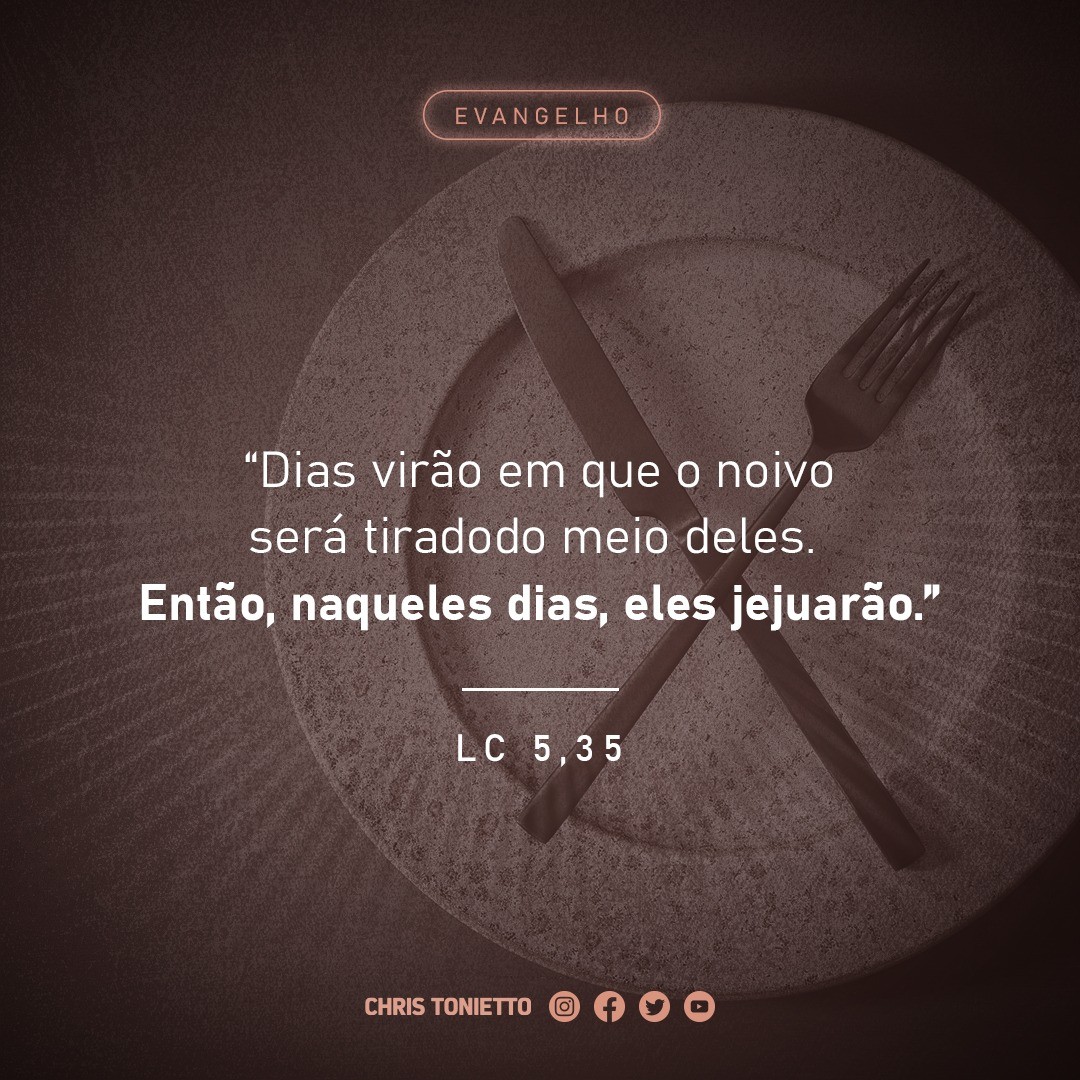 EVANGELHO
“Dias virão em que o noivo
será tiradodo meio deles.
Então, naqueles dias, eles jejuarão.”
LC 5,35
CHRIS TONIETTO